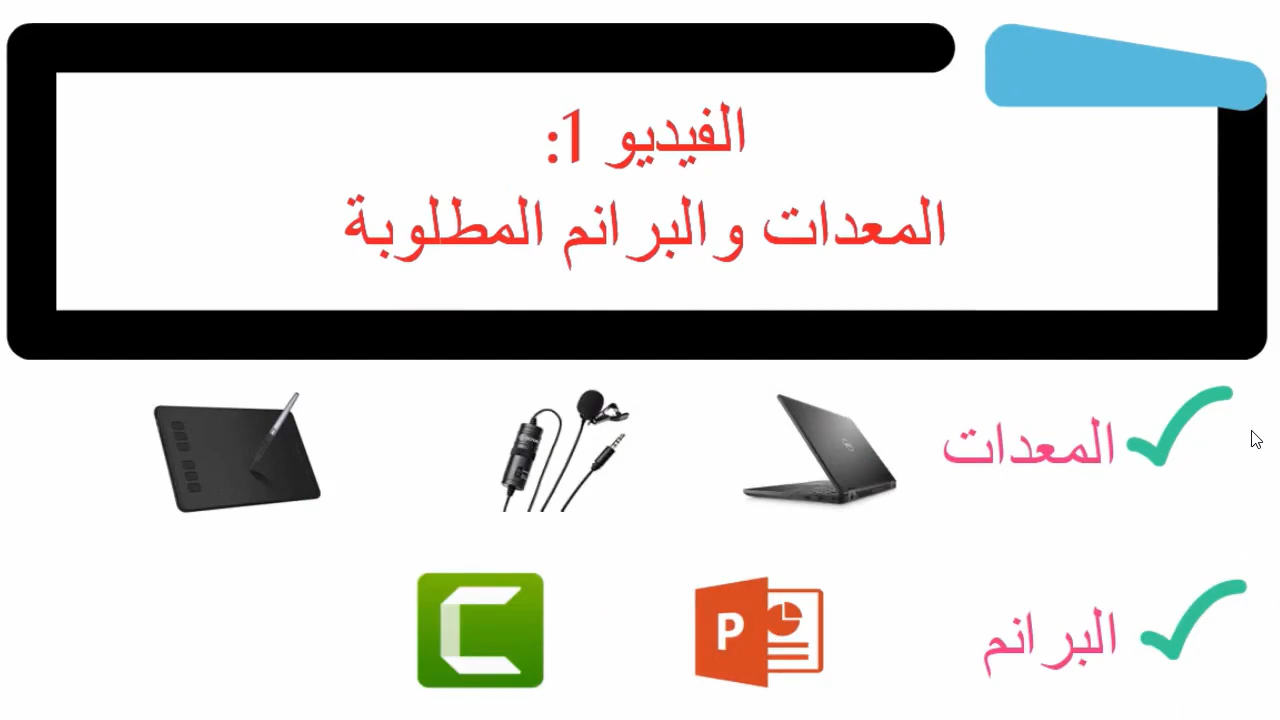 الفيديو 1:
المعدات والبرانم المطلوبة
المعدات
البرانم
P